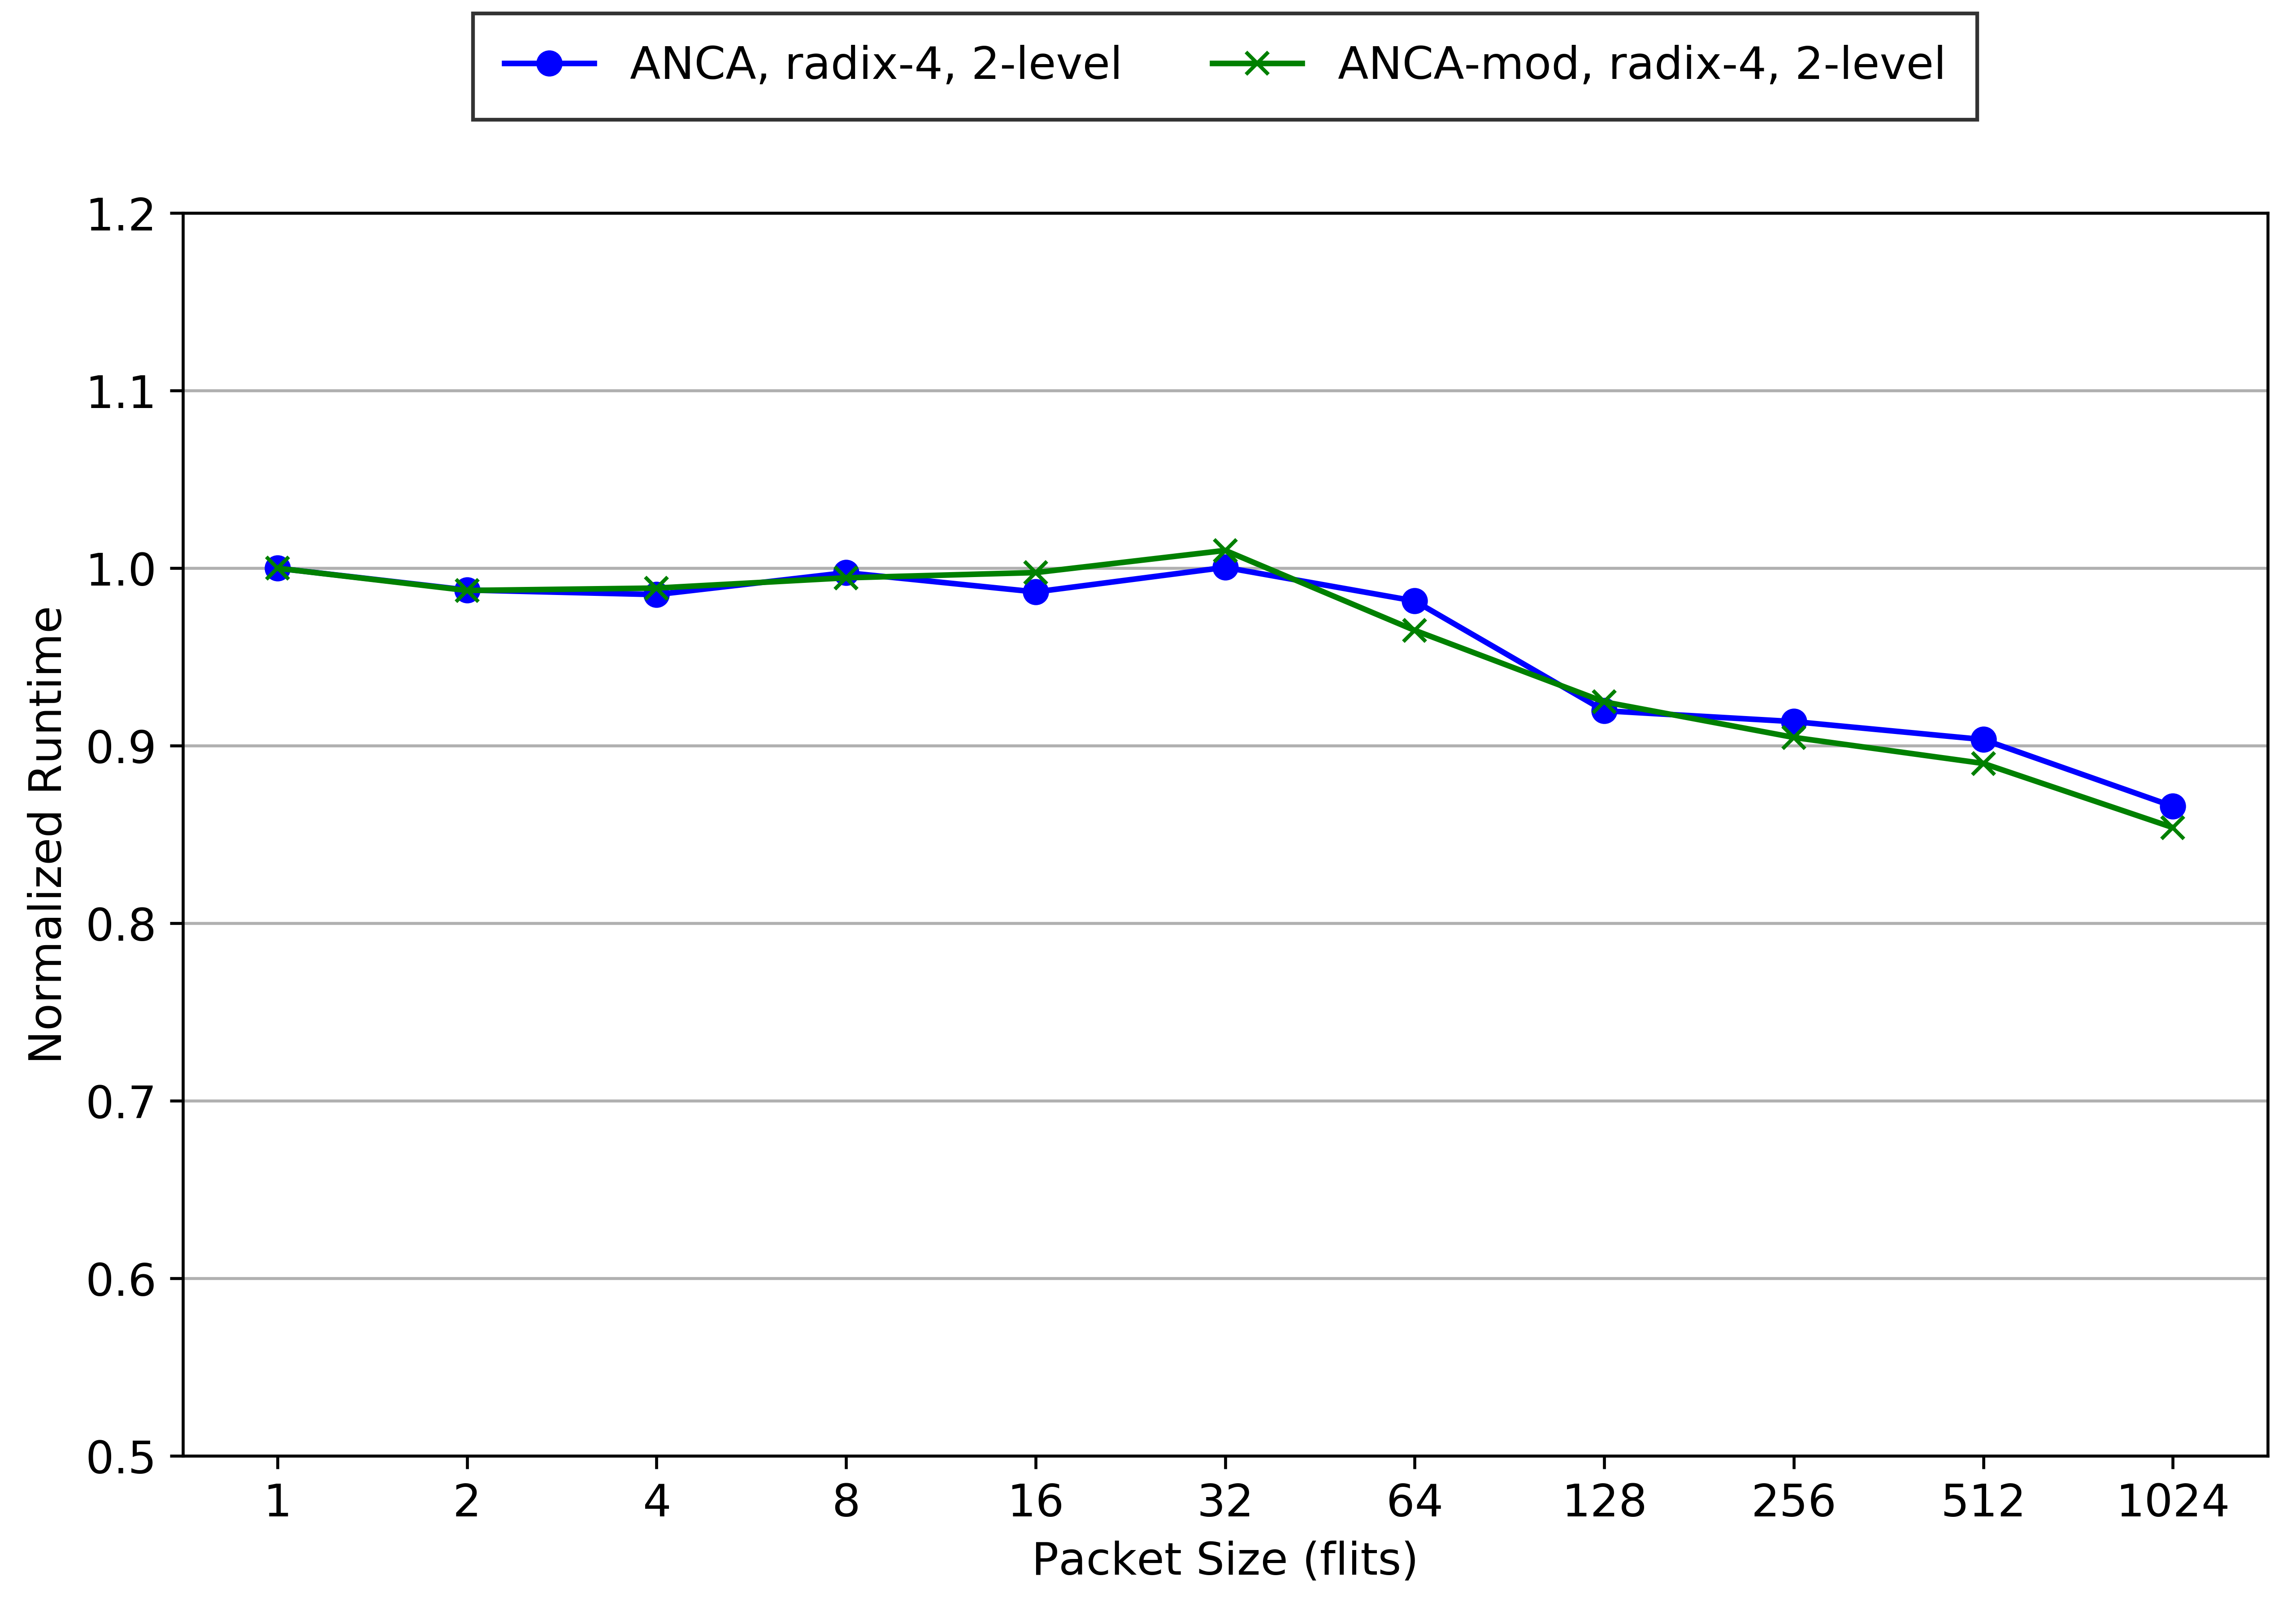 ANCA, radix-4, 2-level ANCA-mod, radix-4, 2-level
1.2
1.1
1.0
0.9
0.8
0.7
0.6
0.5
Normalized Runtime
1 2 4 8 16 32 64 128 256 512 1024
Packet Size (flits)